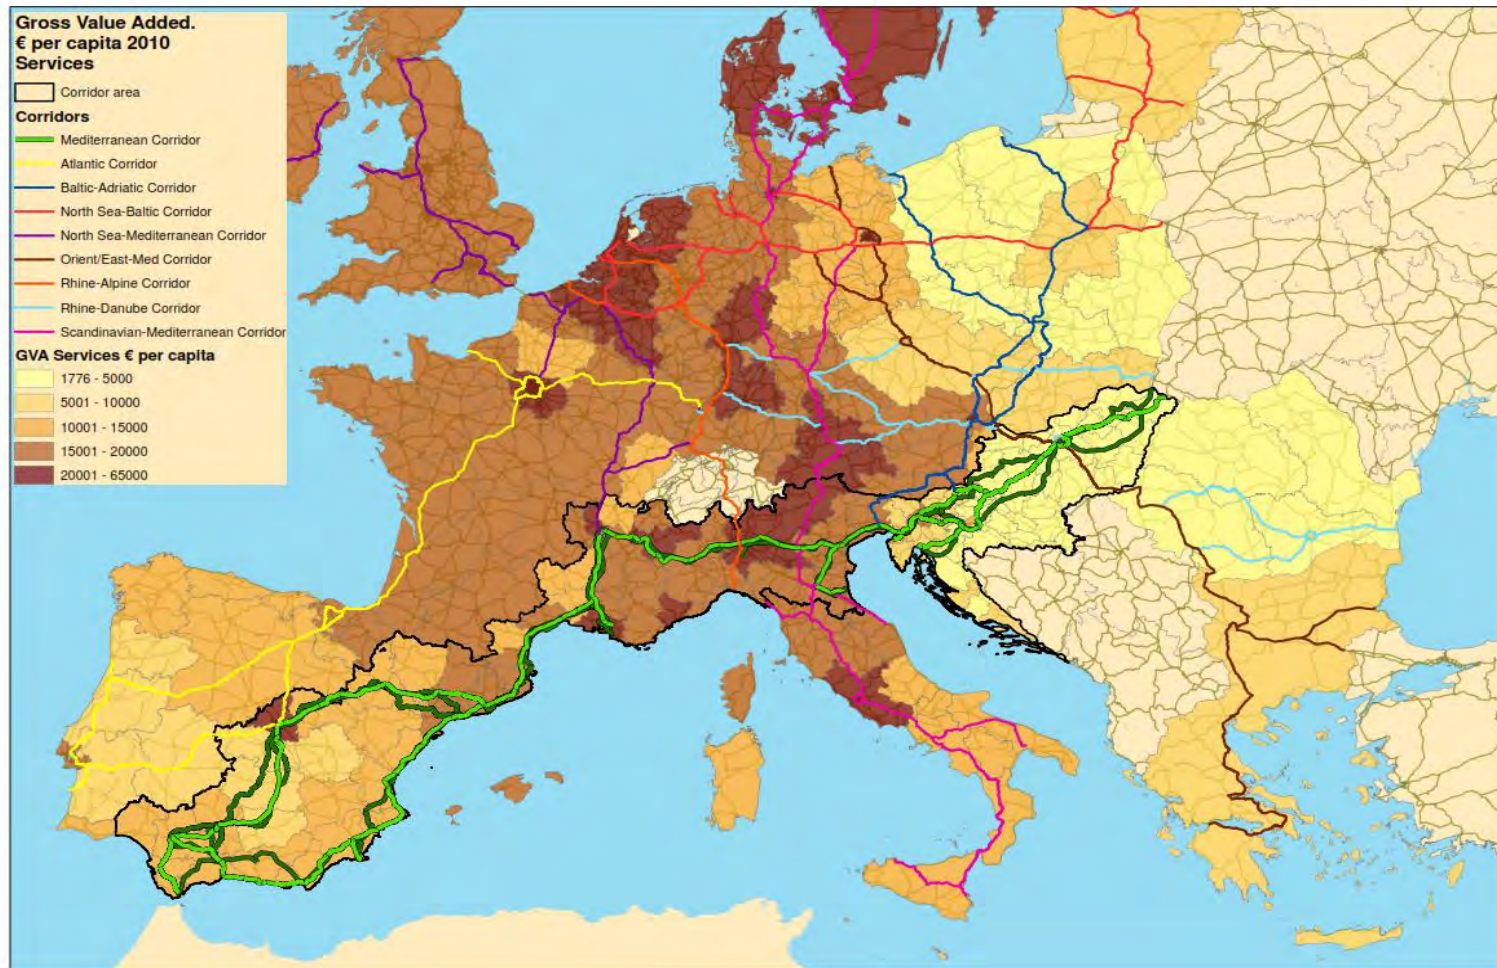 Gross Value Added.
€ per capita 2010
Services
Corridor area
Corridors
Mediterranean Corridor
Atlantic Corridor
Baltic-Adriatic Corridor
North Sea-Baltic Corridor
North Sea-Mediterranean Corridor
Orient/East-Med Corridor
Rhine-Alpine Corridor
Rhine-Danube Corridor
Scandinavian-Mediterranean Corridor
GVA Services € per capita
1776 - 5000
5001 - 10000
10001 - 15000
15001 - 20000
20001 - 65000